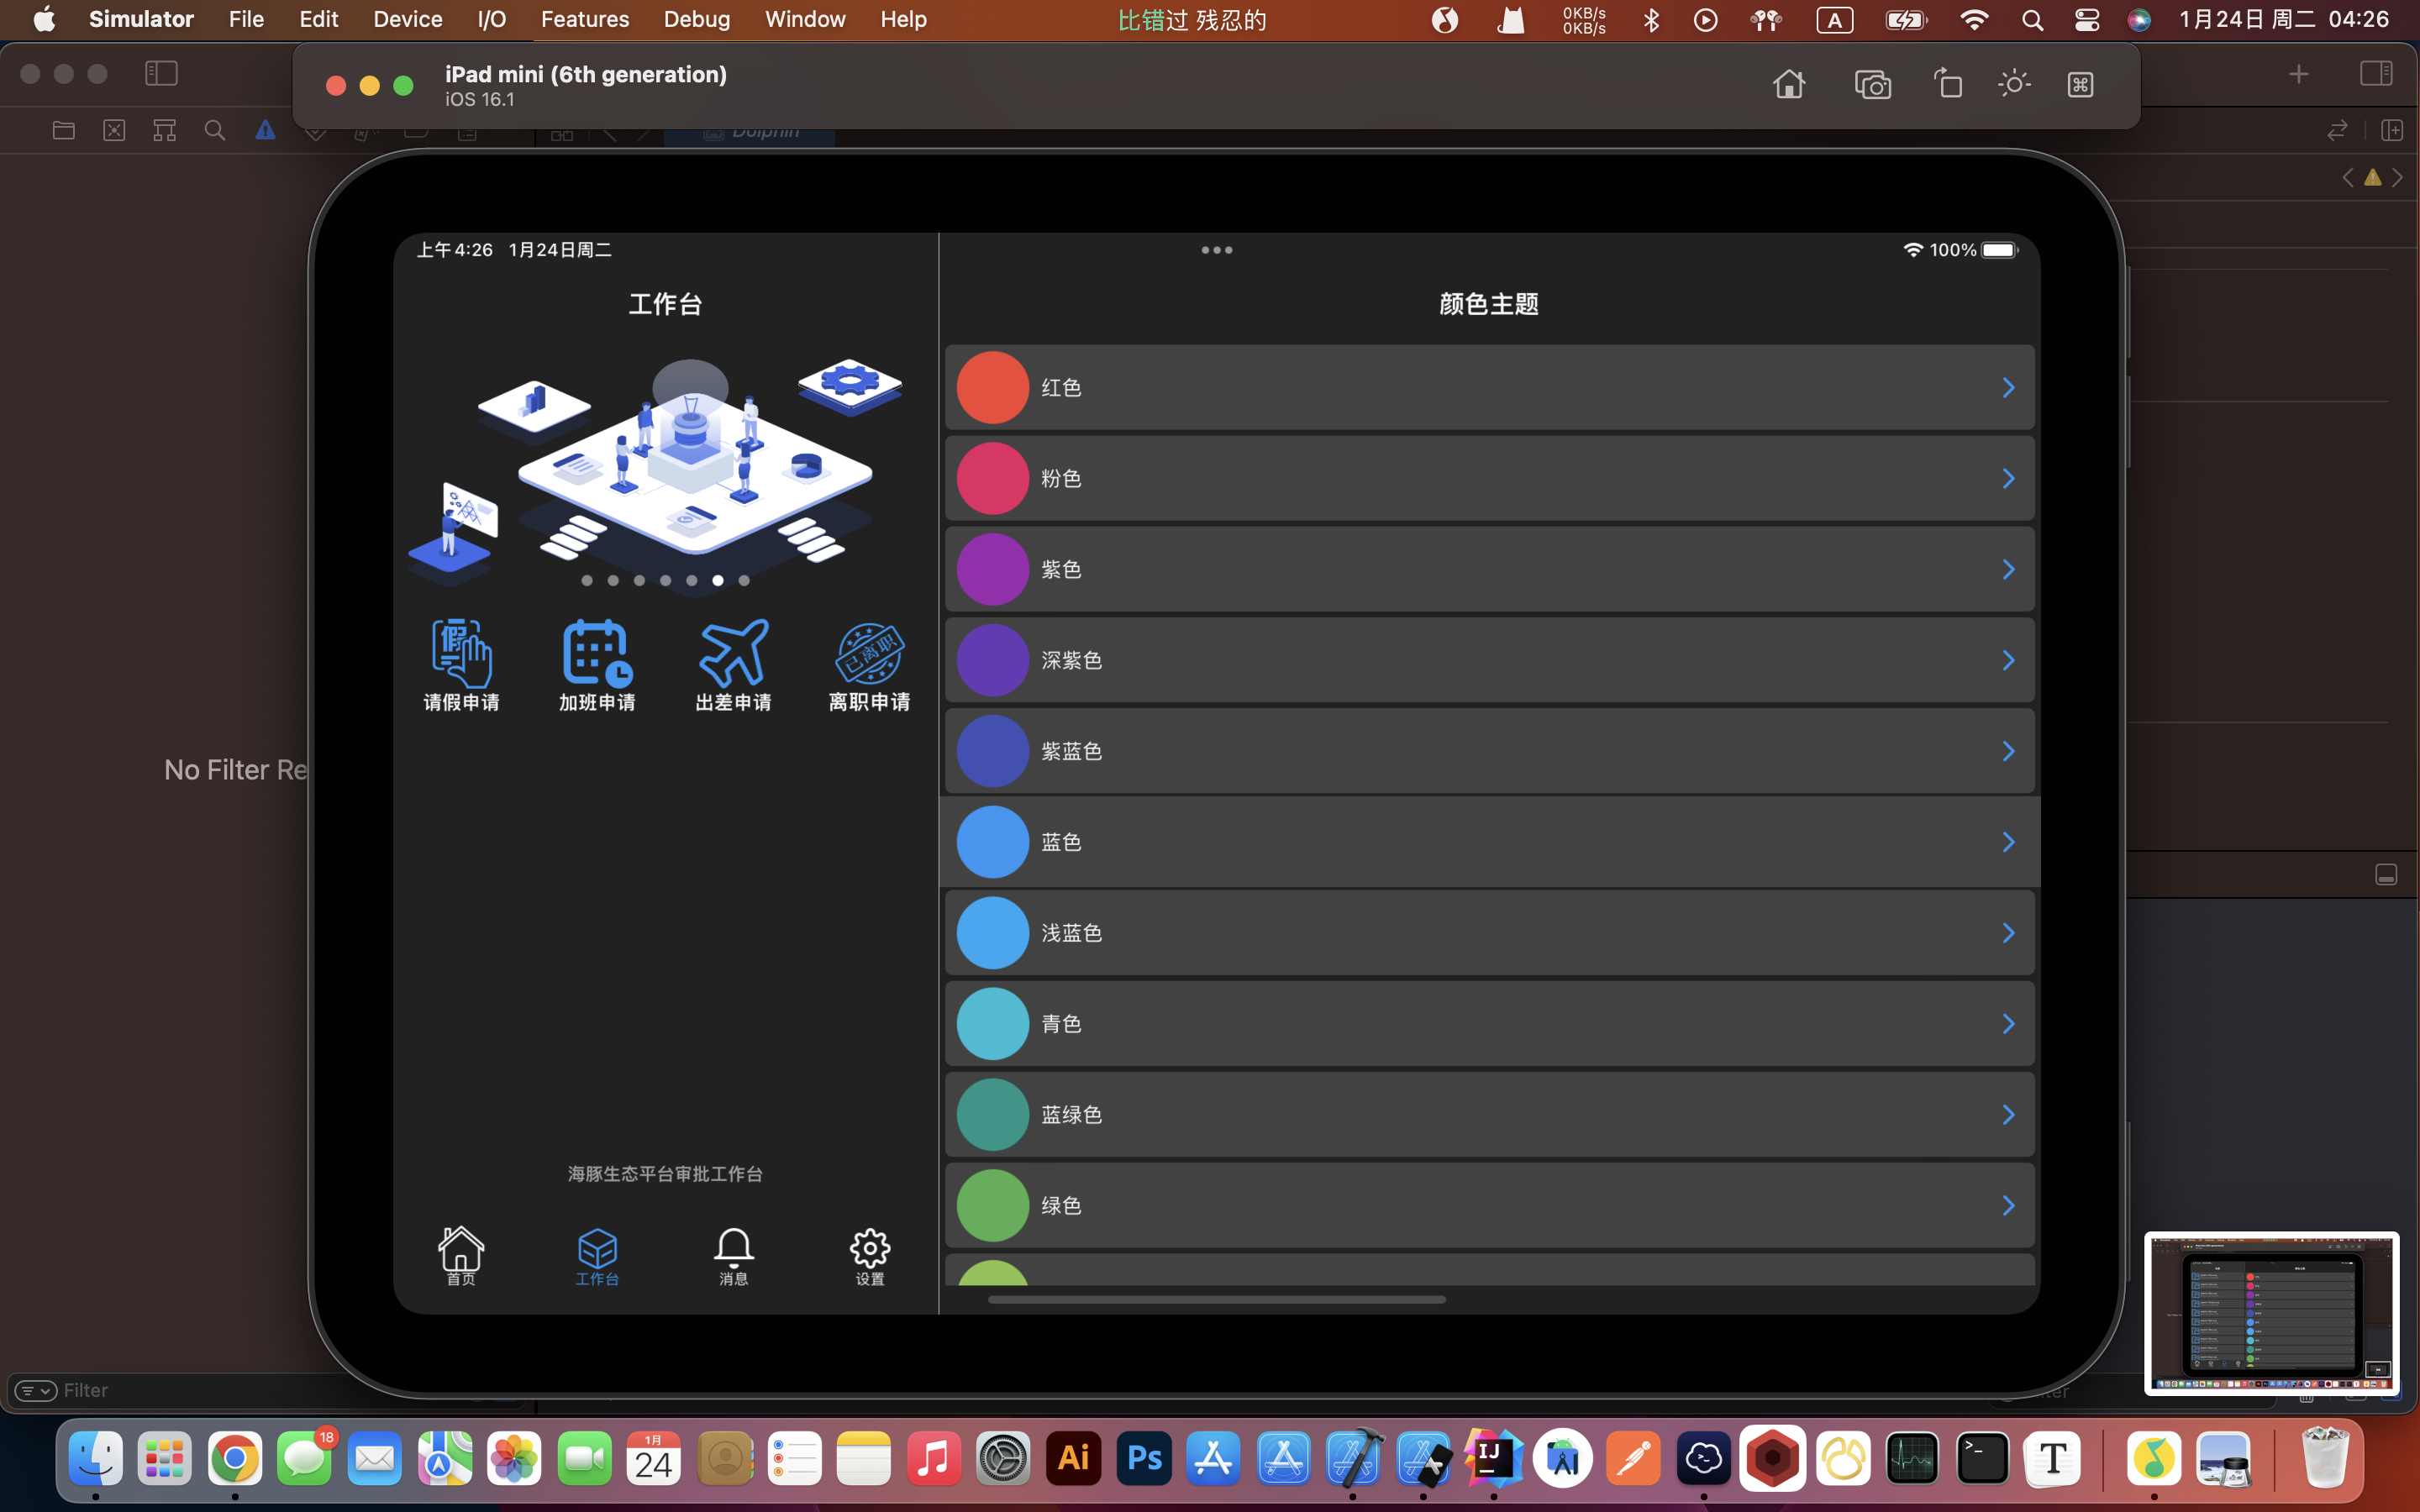 Simulator File Edit Device I/O Features Debug Window Help
比错过 残忍的
0KB/s
0KB/s
A
1月24日 周二 04:26
iPad mini (6th generation)
iOS 16.1
Dolphin
上午4:26 1月24日周二
100%
工作台
颜色主题
红色
粉色
紫色
深紫色
紫蓝色
蓝色
浅蓝色
青色
蓝绿色
绿色
假
已离职
请假申请 加班申请 出差申请 离职申请
No Filter Re
海豚生态平台审批工作台
首页 工作台 消息 设置
Filter
18
1月
24
Ai
Ps
IJ
T